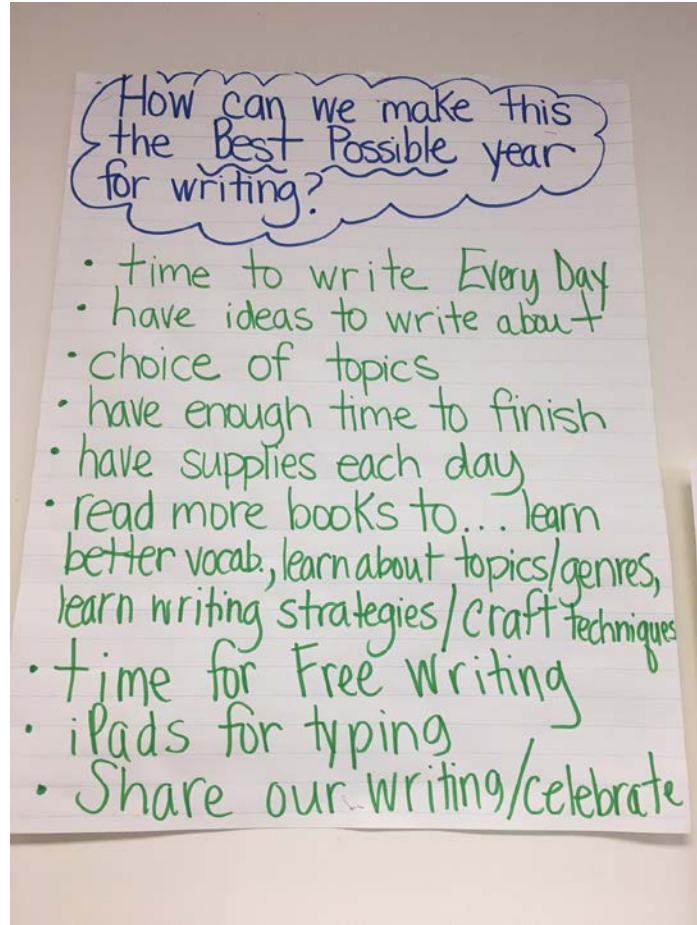 How can we make this
the Best Possible year
for writing?
• time to write Every Day
• have ideas to write about
• choice of topics
• have enough time to finish
• have supplies each day
• read more books to... learn
better vocab., learn about topics/genres,
learn writing strategies/craft techniques
• time for Free Writing
• iPads for typing
• Share our writing/celebrate